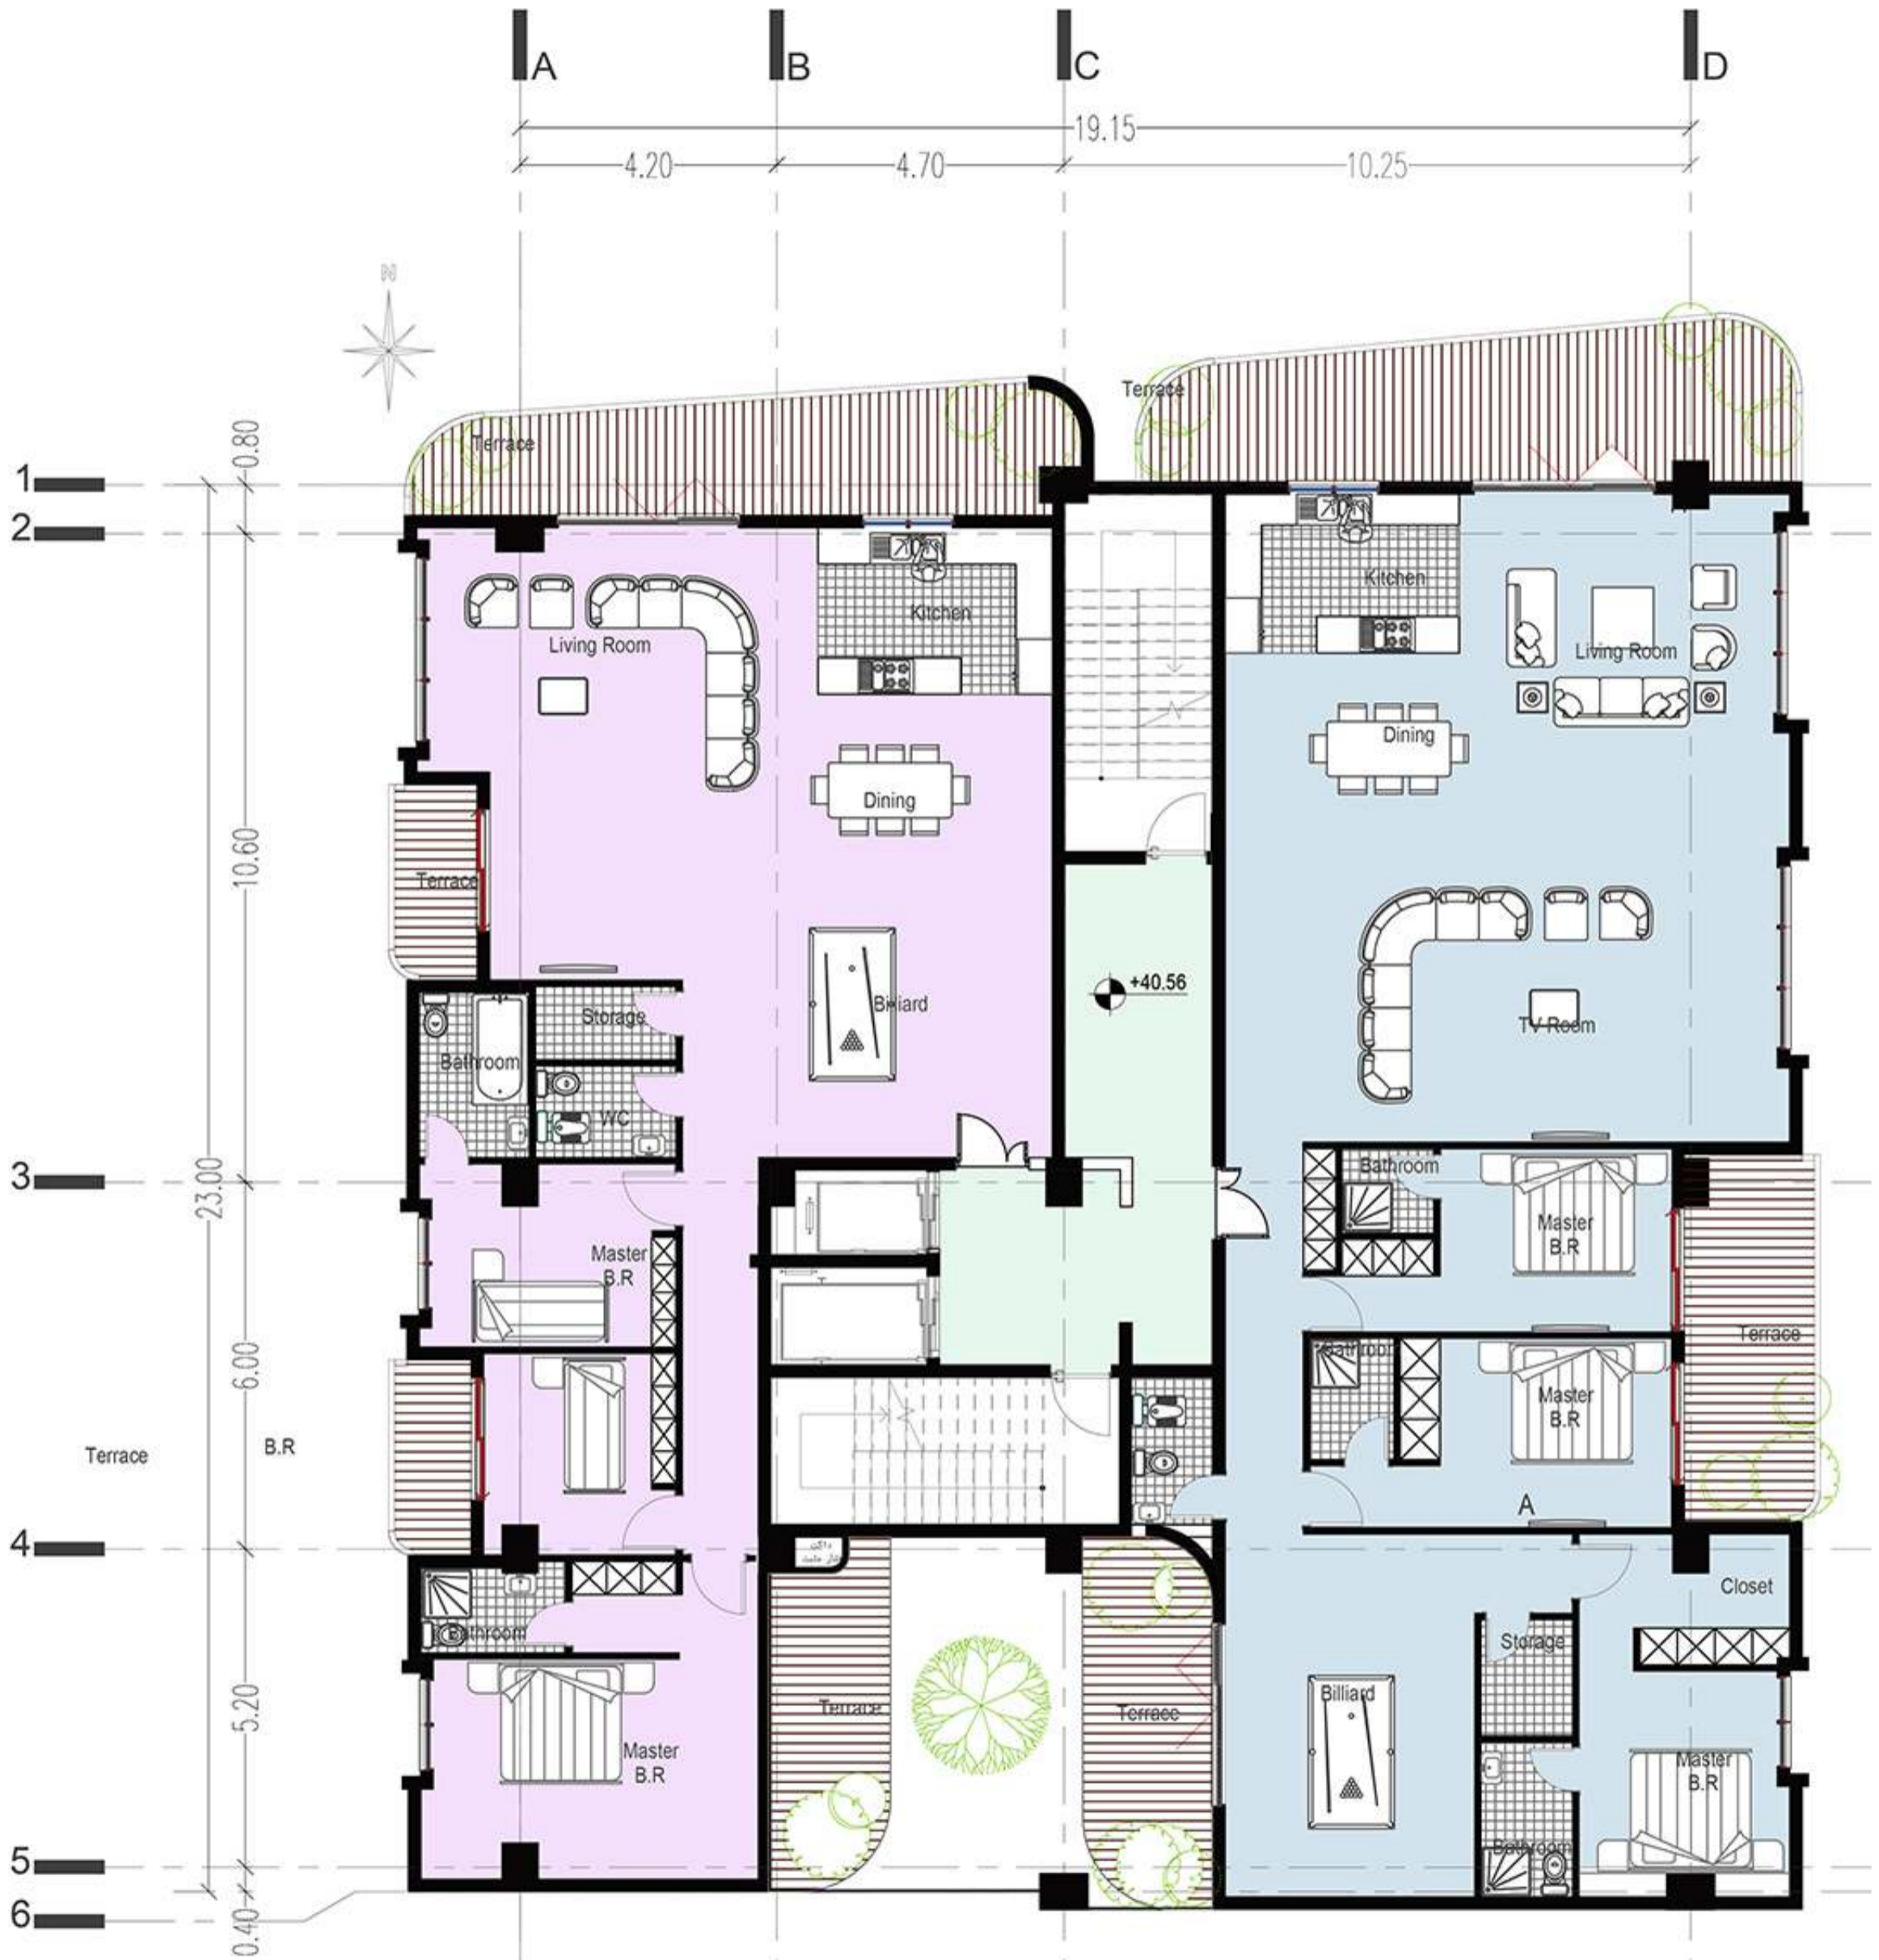 A
B
C
D
19.15
4.20
4.70
10.25
N
Terrace
Terrace
0.80
1
2
Kitchen
Kitchen
Living Room
Living Room
Dining
Dining
10.60
Terrace
+40.56
Billiard
Storage
TV Room
Bathroom
WC
3
23.00
Bathroom
Master
B.R
Master
B.R
Terrace
6.00
Bathroom
Master
B.R
Terrace
B.R
A
4
Closet
Bathroom
Storage
5.20
Terrace
Terrace
Billiard
Master
B.R
Master
B.R
Bathroom
5
6
0.40